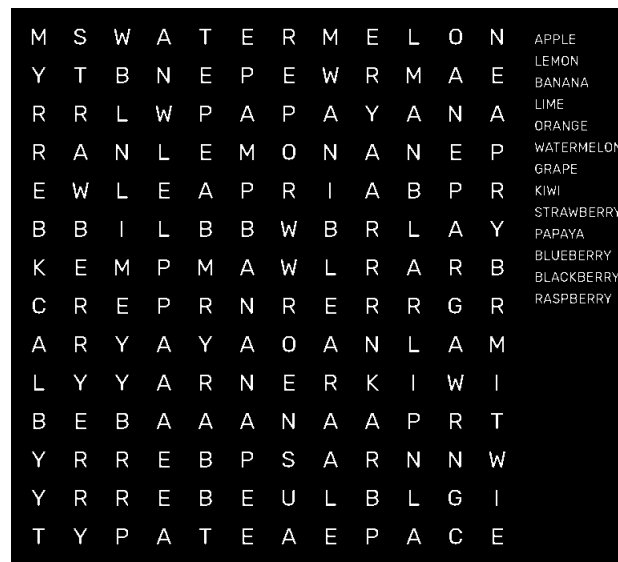 M S W A T E R M E L O N
Y T B N E P E W R M A E
R R L W P A P A Y A N A
R A N L E M O N A N E P
E W L E A P R I A B P R
B B I L B B W B R L A Y
K E M P M A W L R A R B
C R E P R N R E R R G R
A R Y A Y A O A N L A M
L Y Y A R N E R K I W I
B E B A A A N A A P R T
Y R R E B P S A R N N W
Y R R E B E U L B L G I
T Y P A T E A E P A C E
APPLE
LEMON
BANANA
LIME
ORANGE
WATERMELON
GRAPE
KIWI
STRAWBERRY
PAPAYA
BLUEBERRY
BLACKBERRY
RASPBERRY